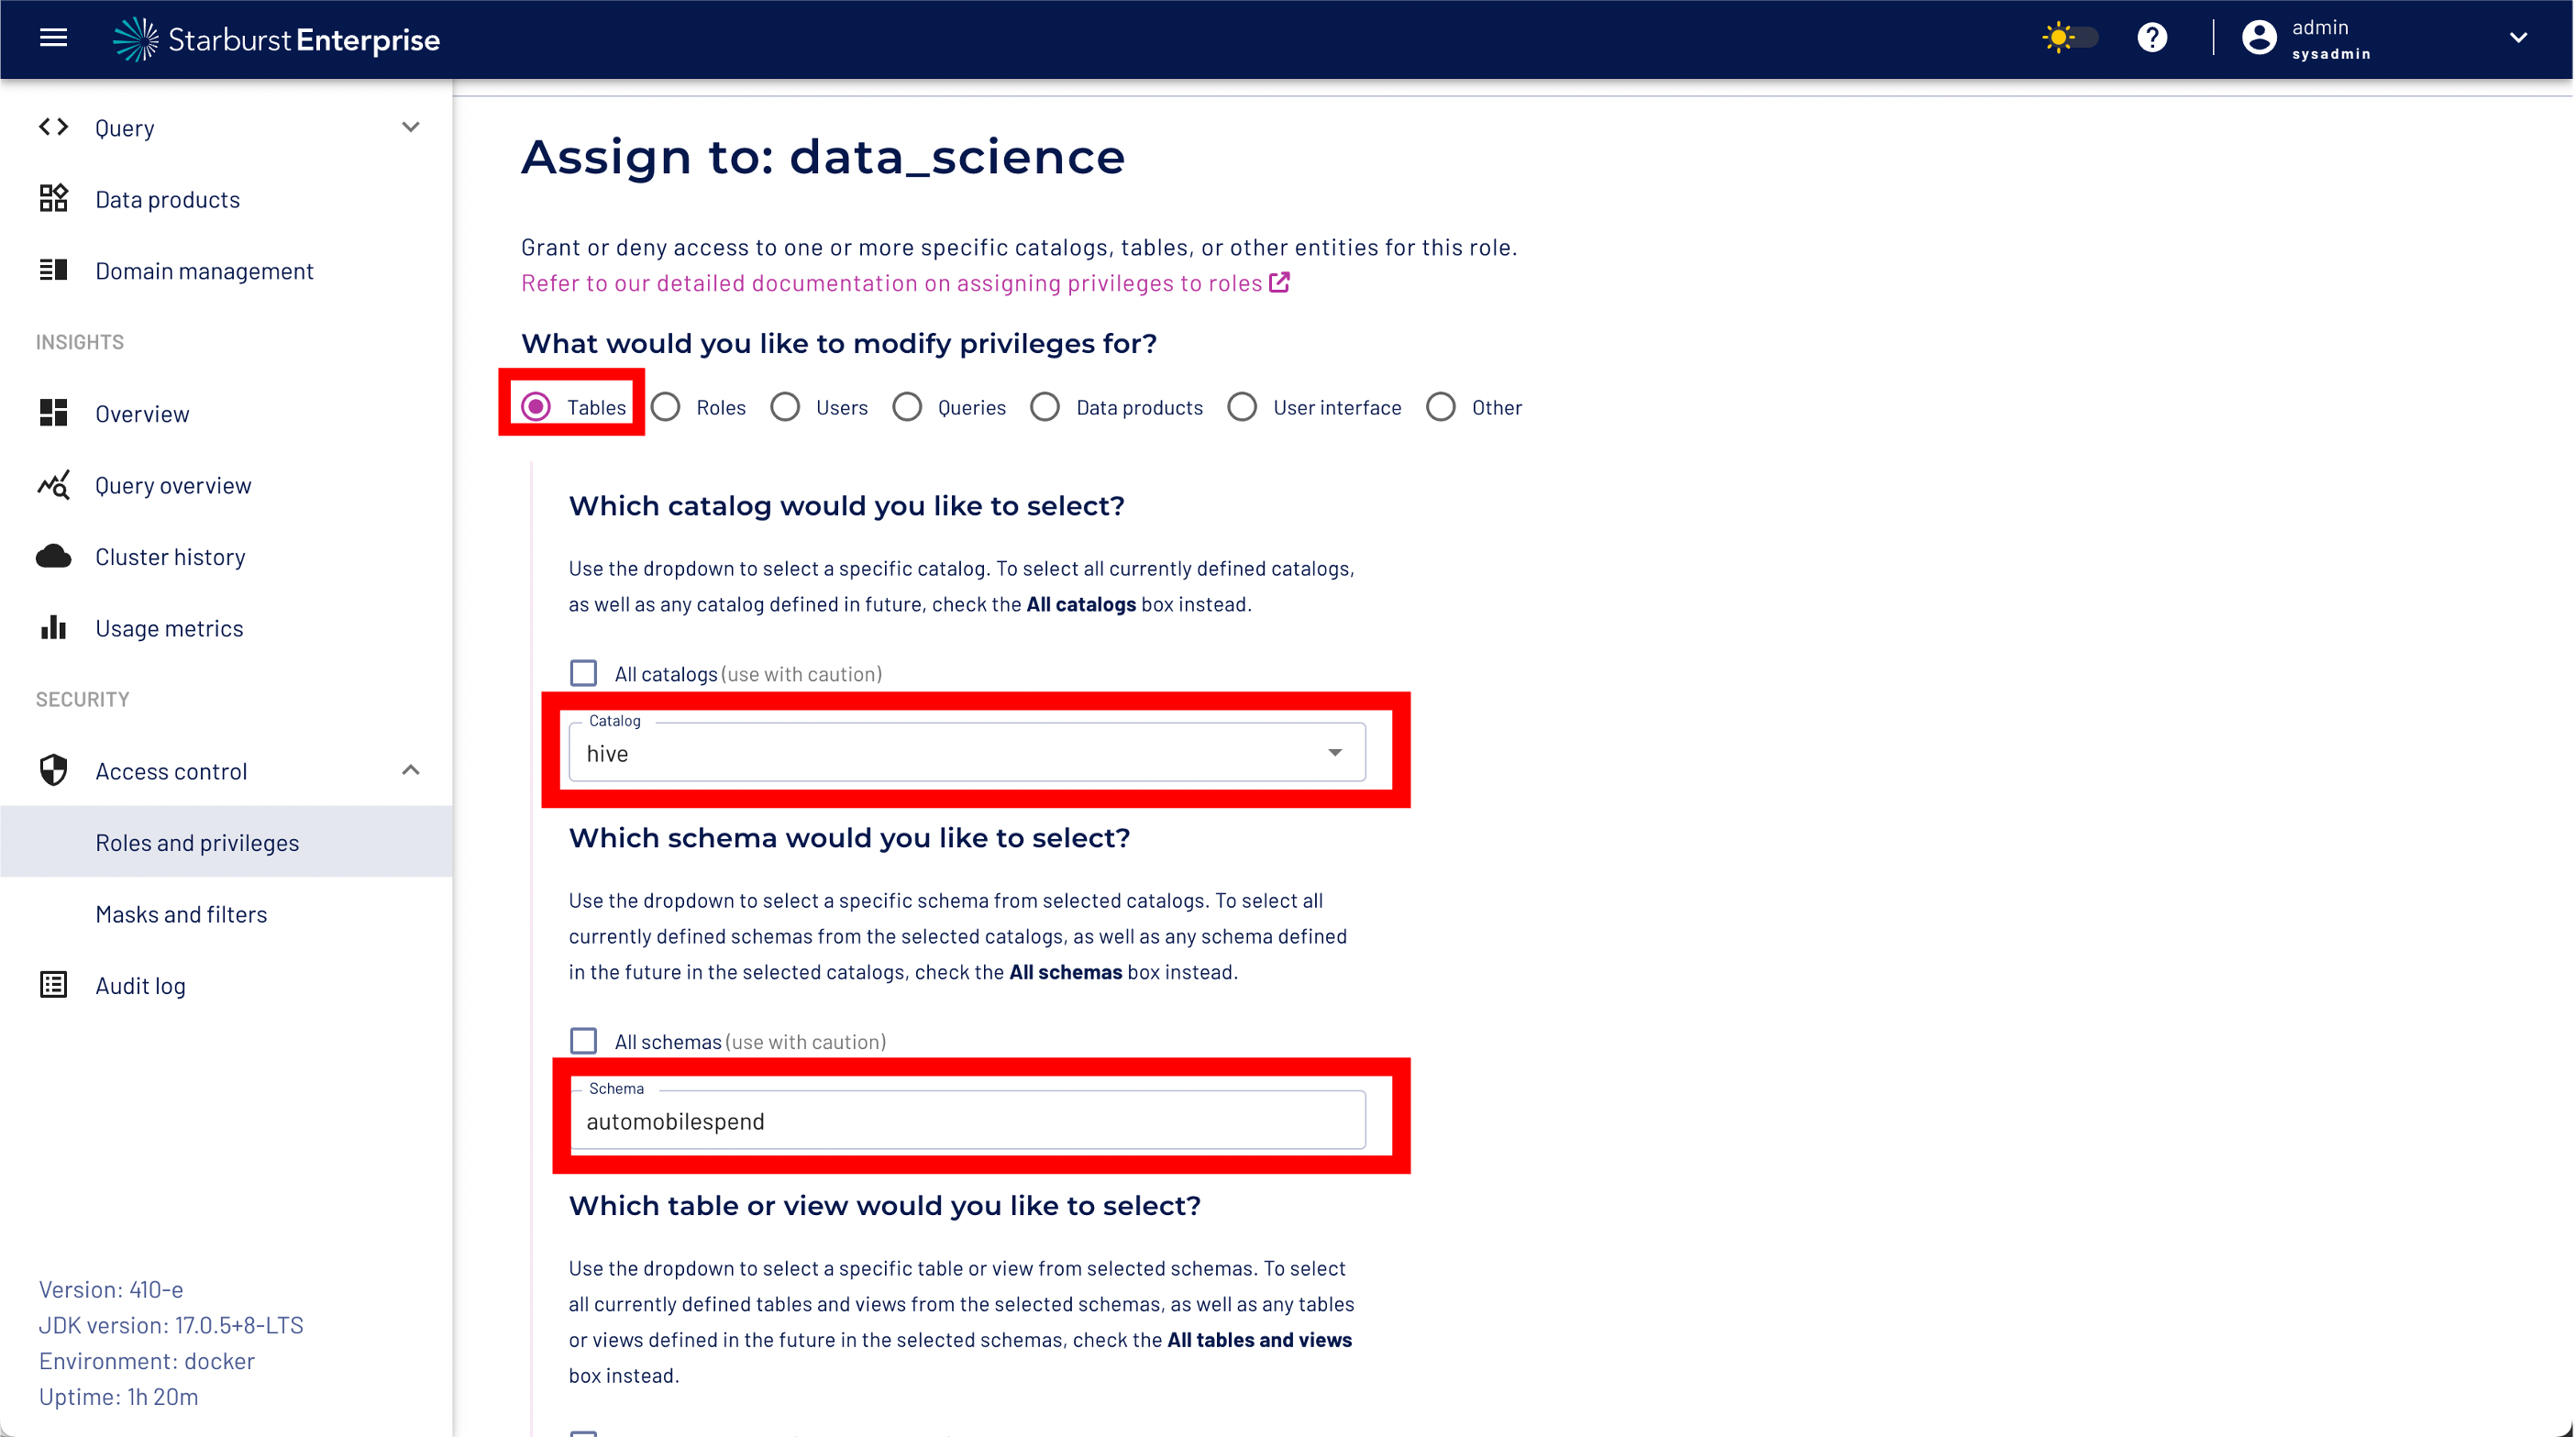 Starburst Enterprise
admin
sysadmin
Query
Data products
Domain management
INSIGHTS
Overview
Query overview
Cluster history
Usage metrics
SECURITY
Access control
Roles and privileges
Masks and filters
Audit log
Version: 410-e
JDK version: 17.0.5+8-LTS
Environment: docker
Uptime: 1h 20m
Assign to: data_science
Grant or deny access to one or more specific catalogs, tables, or other entities for this role.
Refer to our detailed documentation on assigning privileges to roles
What would you like to modify privileges for?
Tables Roles Users Queries Data products User interface Other
Which catalog would you like to select?
Use the dropdown to select a specific catalog. To select all currently defined catalogs,
as well as any catalog defined in future, check the All catalogs box instead.
All catalogs (use with caution)
Catalog
hive
Which schema would you like to select?
Use the dropdown to select a specific schema from selected catalogs. To select all
currently defined schemas from the selected catalogs, as well as any schema defined
in the future in the selected catalogs, check the All schemas box instead.
All schemas (use with caution)
Schema
automobilespend
Which table or view would you like to select?
Use the dropdown to select a specific table or view from selected schemas. To select
all currently defined tables and views from the selected schemas, as well as any tables
or views defined in the future in the selected schemas, check the All tables and views
box instead.